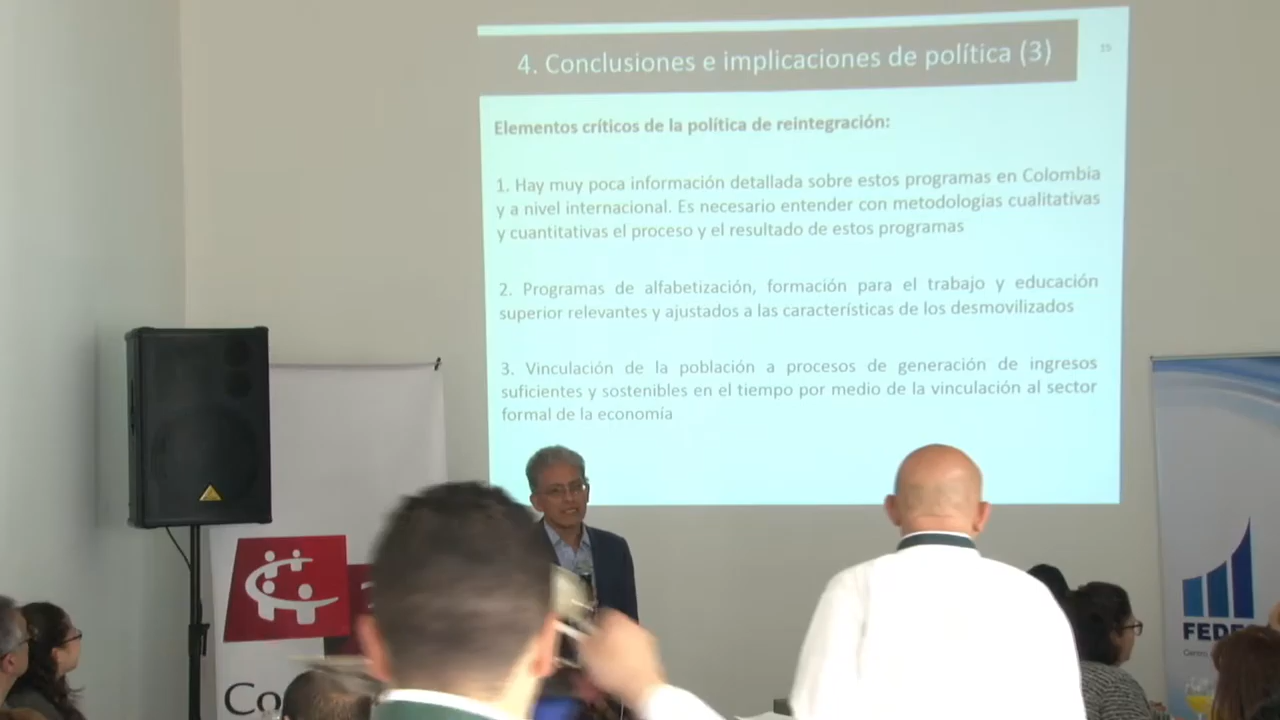 4. Conclusiones e implicaciones de política (3)
15
Elementos críticos de la política de reintegración:
1. Hay muy poca información detallada sobre estos programas en Colombia
y a nivel internacional. Es necesario entender con metodologías cualitativas
y cuantitativas el proceso y el resultado de estos programas
2. Programas de alfabetización, formación para el trabajo y educación
superior relevantes y ajustados a las características de los desmovilizados
3. Vinculación de la población a procesos de generación de ingresos
suficientes y sostenibles en el tiempo por medio de la vinculación al sector
formal de la economía
Co
FEDE
Centro